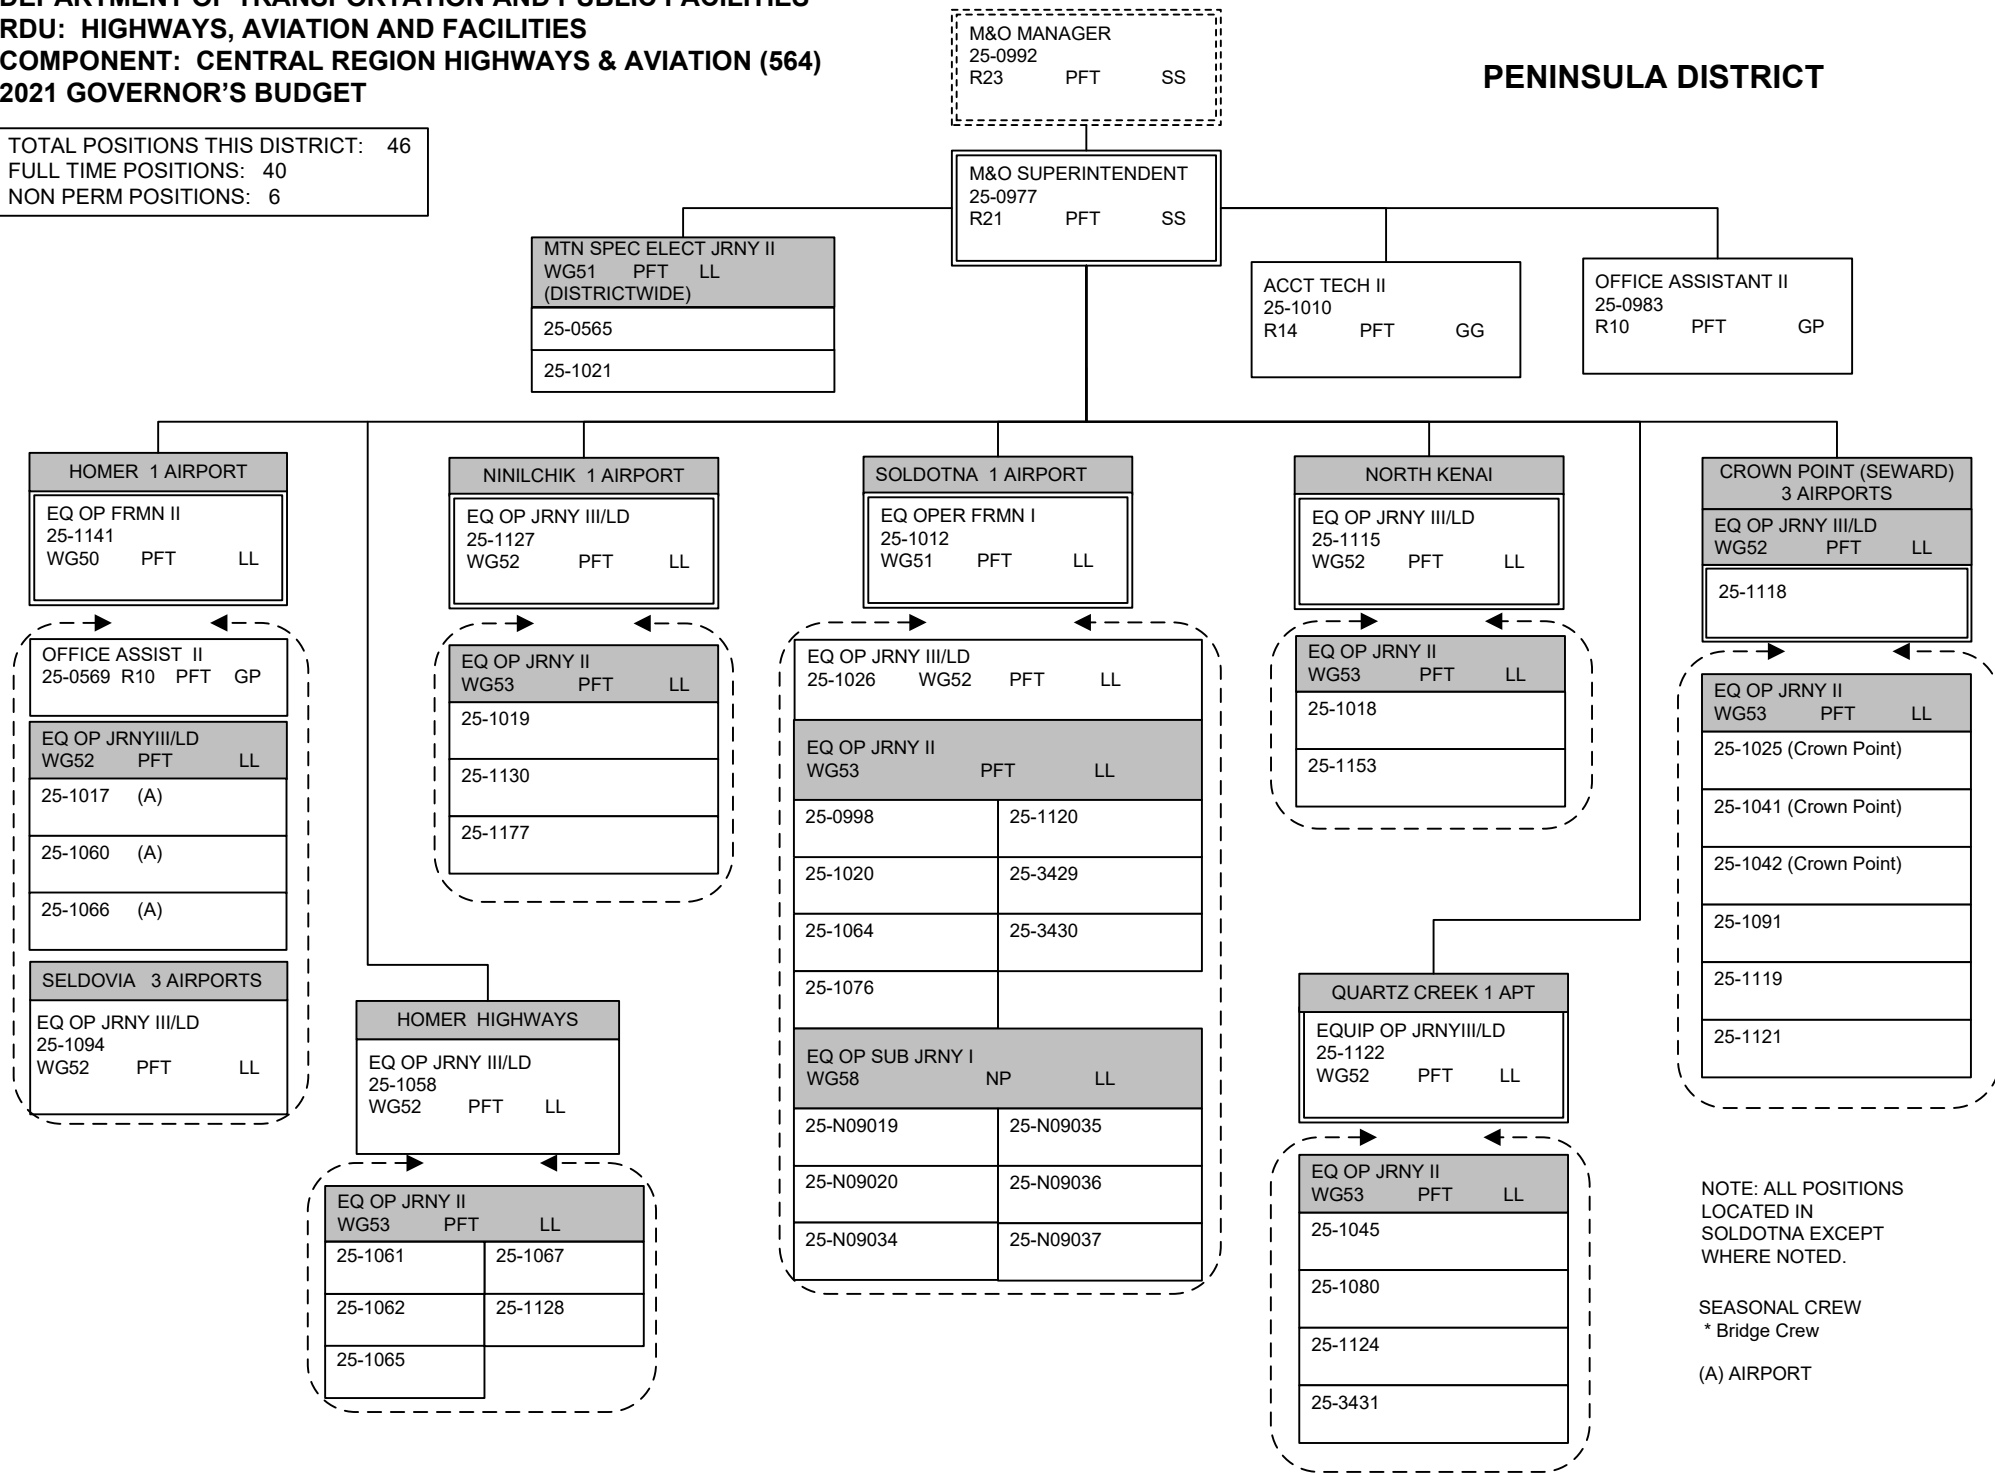 DEPARTMENT OF TRANSPORTATION AND PUBLIC FACILITIES
RDU: HIGHWAYS, AVIATION AND FACILITIES
COMPONENT: CENTRAL REGION HIGHWAYS & AVIATION (564)
2021 GOVERNOR'S BUDGET
PENINSULA DISTRICT
TOTAL POSITIONS THIS DISTRICT: 46
FULL TIME POSITIONS: 40
NON PERM POSITIONS: 6
M&O MANAGER
25-0992
R23 PFT SS
M&O SUPERINTENDENT
25-0977
R21 PFT SS
MTN SPEC ELECT JRNY II
WG51 PFT LL
(DISTRICTWIDE)
25-0565
25-1021
ACCT TECH II
25-1010
R14 PFT GG
OFFICE ASSISTANT II
25-0983
R10 PFT GP
HOMER 1 AIRPORT
EQ OP FRMN II
25-1141
WG50 PFT LL
OFFICE ASSIST II
25-0569 R10 PFT GP
EQ OP JRNYIII/LD
WG52 PFT LL
25-1017 (A)
25-1060 (A)
25-1066 (A)
SELDOVIA 3 AIRPORTS
EQ OP JRNY III/LD
25-1094
WG52 PFT LL
HOMER HIGHWAYS
EQ OP JRNY III/LD
25-1058
WG52 PFT LL
EQ OP JRNY II
WG53 PFT LL
25-1061 25-1067
25-1062 25-1128
25-1065
NINILCHIK 1 AIRPORT
EQ OP JRNY III/LD
25-1127
WG52 PFT LL
EQ OP JRNY II
WG53 PFT LL
25-1019
25-1130
25-1177
SOLDOTNA 1 AIRPORT
EQ OPER FRMN I
25-1012
WG51 PFT LL
EQ OP JRNY III/LD
25-1026 WG52 PFT LL
EQ OP JRNY II
WG53 PFT LL
25-0998 25-1120
25-1020 25-3429
25-1064 25-3430
25-1076
EQ OP SUB JRNY I
WG58 NP LL
25-N09019 25-N09035
25-N09020 25-N09036
25-N09034 25-N09037
NORTH KENAI
EQ OP JRNY III/LD
25-1115
WG52 PFT LL
EQ OP JRNY II
WG53 PFT LL
25-1018
25-1153
QUARTZ CREEK 1 APT
EQUIP OP JRNYIII/LD
25-1122
WG52 PFT LL
EQ OP JRNY II
WG53 PFT LL
25-1045
25-1080
25-1124
25-3431
CROWN POINT (SEWARD)
3 AIRPORTS
EQ OP JRNY III/LD
WG52 PFT LL
25-1118
EQ OP JRNY II
WG53 PFT LL
25-1025 (Crown Point)
25-1041 (Crown Point)
25-1042 (Crown Point)
25-1091
25-1119
25-1121
NOTE: ALL POSITIONS
LOCATED IN
SOLDOTNA EXCEPT
WHERE NOTED.
SEASONAL CREW
* Bridge Crew
(A) AIRPORT